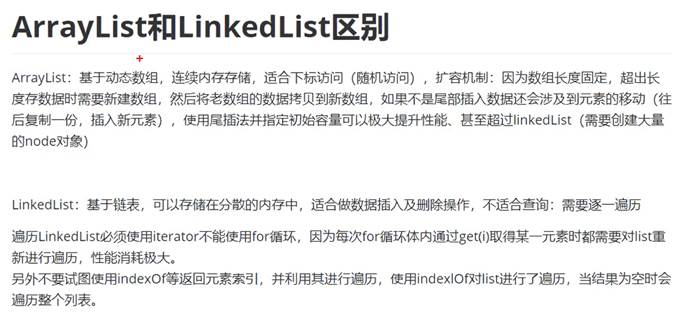 ArrayList和LinkedList区别
ArrayList：基于动态数组，连续内存存储，适合下标访问（随机访问），扩容机制：因为数组长度固定，超出长
度存数据时需要新建数组，然后将老数组的数据拷贝到新数组，如果不是尾部插入数据还会涉及到元素的移动（往
后复制一份，插入新元素），使用尾插法并指定初始容量可以极大提升性能、甚至超过linkedList（需要创建大量
的node对象）
LinkedList：基于链表，可以存储在分散的内存中，适合做数据插入及删除操作，不适合查询：需要逐一遍历
遍历LinkedList必须使用iterator不能使用for循环，因为每次for循环体内通过get(i)取得某一元素时都需要对list重
新进行遍历，性能消耗极大。
另外不要试图使用indexOf等返回元素索引，并利用其进行遍历，使用indexlOf对list进行了遍历，当结果为空时会
遍历整个列表。